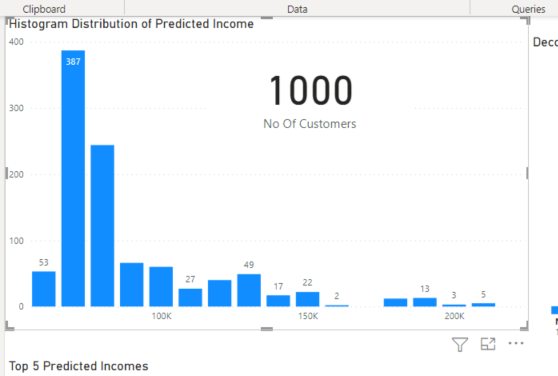 Clipboard Data Queries
Histogram Distribution of Predicted Income
Deco
400
387
1000
No Of Customers
300
200
100
53
27
49
17
22
2
13
3
5
0
100K 150K 200K
Top 5 Predicted Incomes